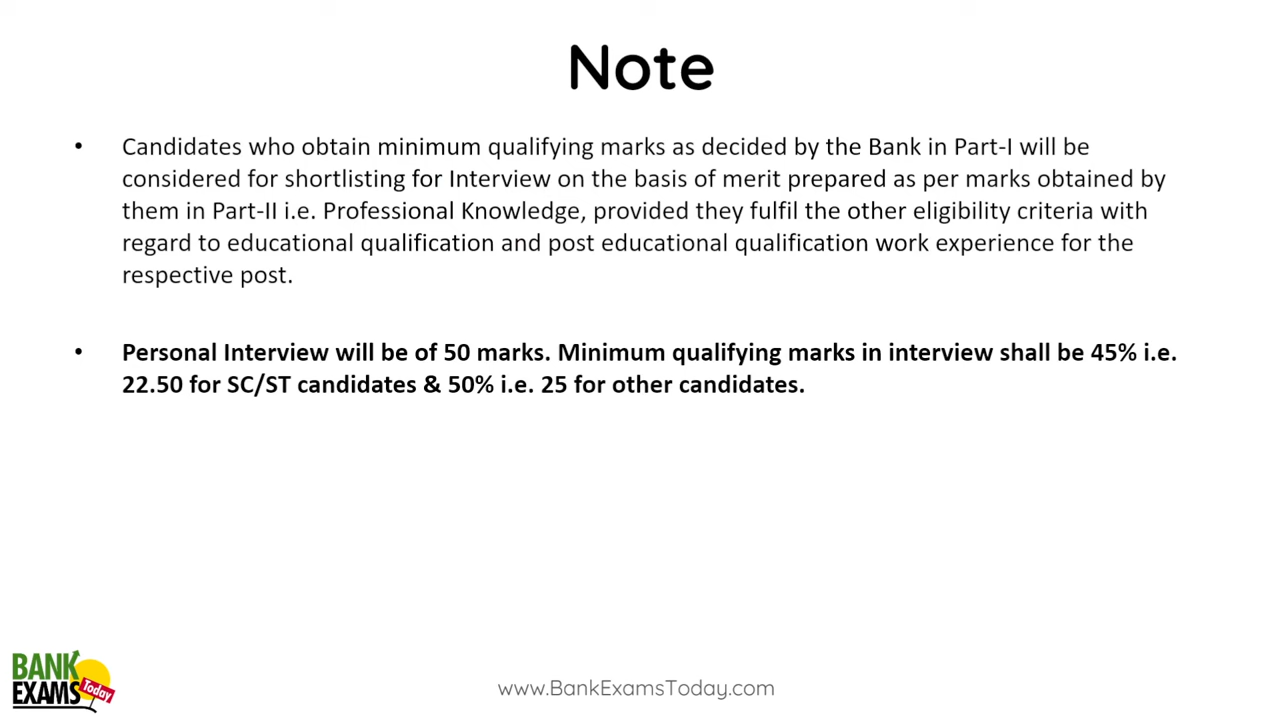 Note
• Candidates who obtain minimum qualifying marks as decided by the Bank in Part-I will be
considered for shortlisting for Interview on the basis of merit prepared as per marks obtained by
them in Part-II i.e. Professional Knowledge, provided they fulfil the other eligibility criteria with
regard to educational qualification and post educational qualification work experience for the
respective post.
• Personal Interview will be of 50 marks. Minimum qualifying marks in interview shall be 45% i.e.
22.50 for SC/ST candidates & 50% i.e. 25 for other candidates.
BANK
EXAMS
Today
www.BankExamsToday.com